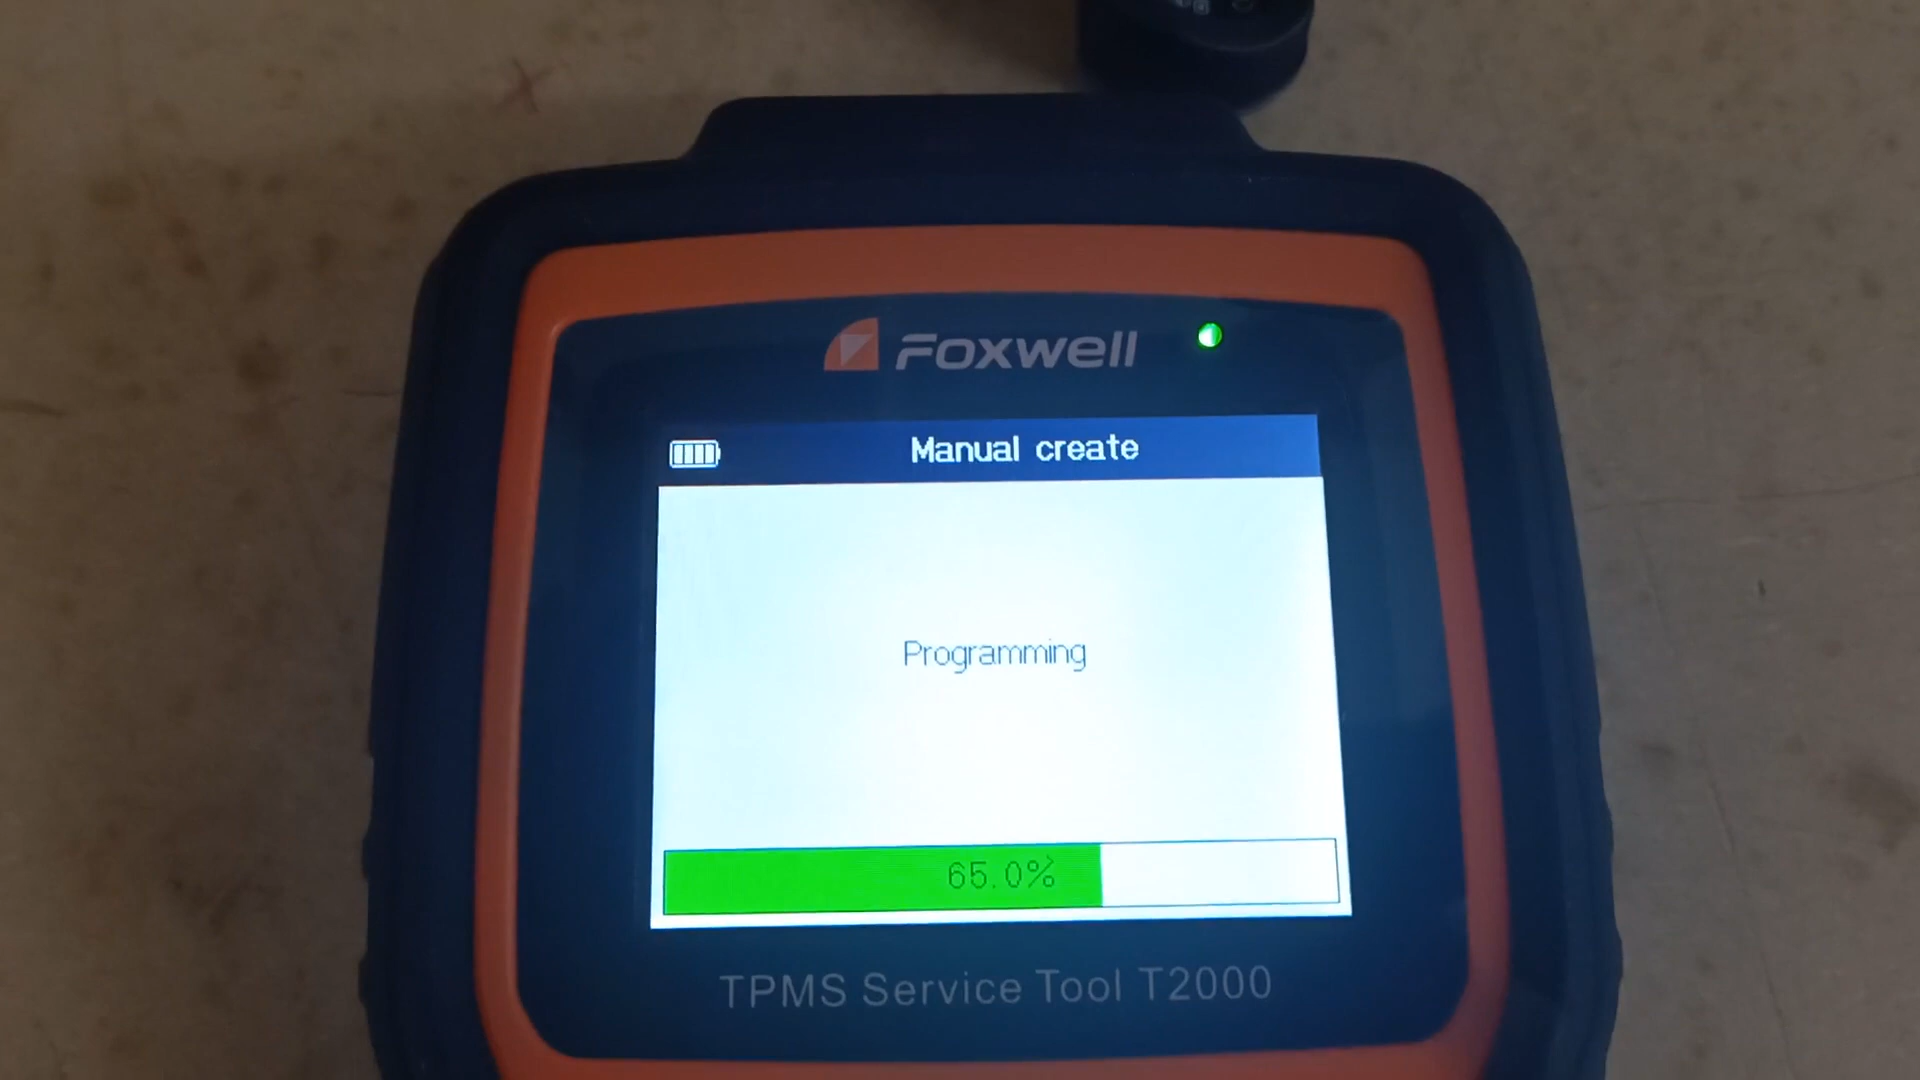 Foxwell
Manual create
Programming
65.0%
TPMS Service Tool T2000